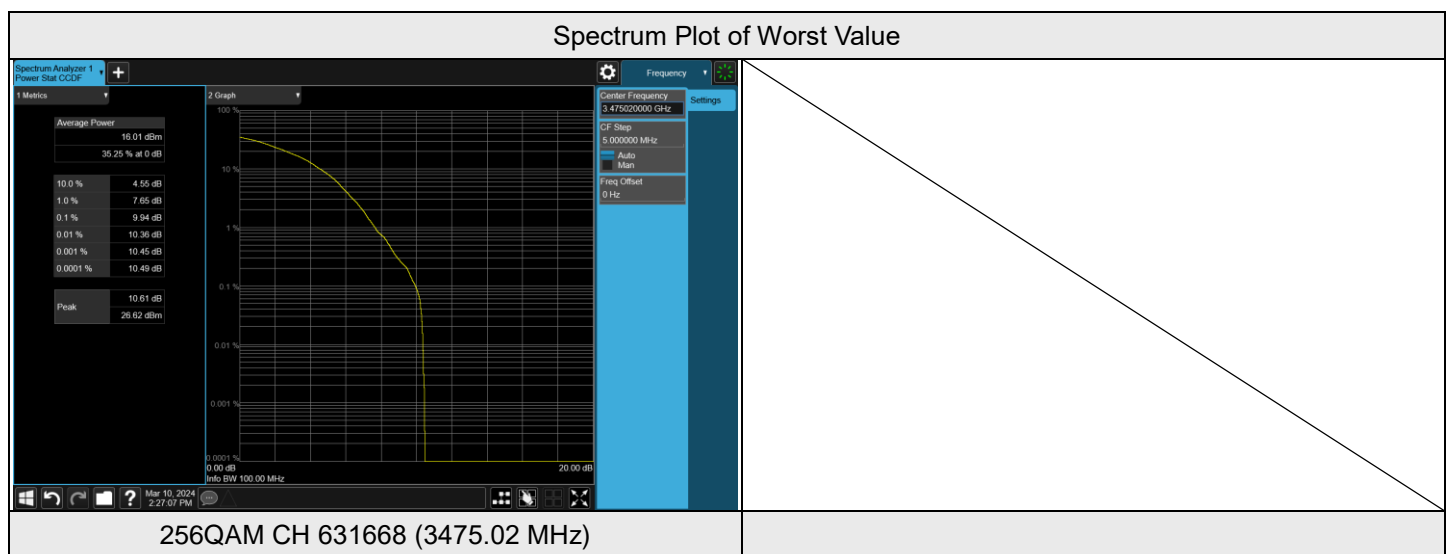 Spectrum Plot of Worst Value
Spectrum Analyzer 1
Power Stat CCDF
Frequency
1 Metrics
Average Power
16.01 dBm
35.25 % at 0 dB
10.0 % 4.55 dB
1.0 % 7.65 dB
0.1 % 9.94 dB
0.01 % 10.36 dB
0.001 % 10.45 dB
0.0001 % 10.49 dB
Peak
10.61 dB
26.62 dBm
2 Graph
100 %
10 %
1 %
0.1 %
0.01 %
0.001 %
0.0001 %
0.00 dB 20.00 dB
Info BW 100.00 MHz
Center Frequency
3.475020000 GHz
Settings
CF Step
5.000000 MHz
Auto
Man
Freq Offset
0 Hz
Mar 10, 2024
2:27:07 PM
256QAM CH 631668 (3475.02 MHz)